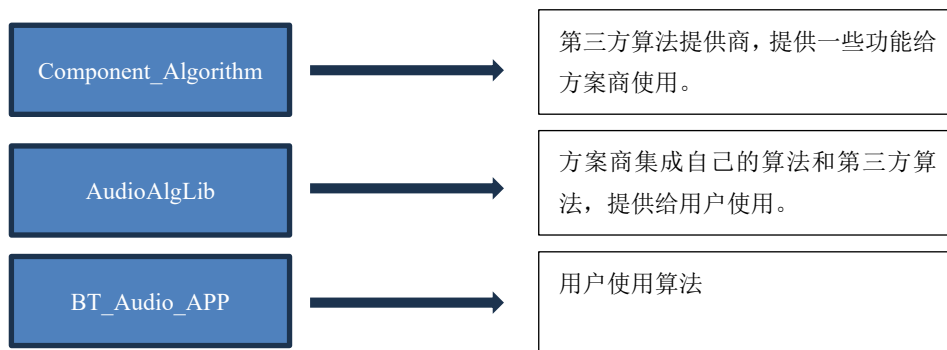 Component_Algorithm
第三方算法提供商，提供一些功能给
方案商使用。
AudioAlgLib
方案商集成自己的算法和第三方算
法，提供给用户使用。
BT_Audio_APP
用户使用算法